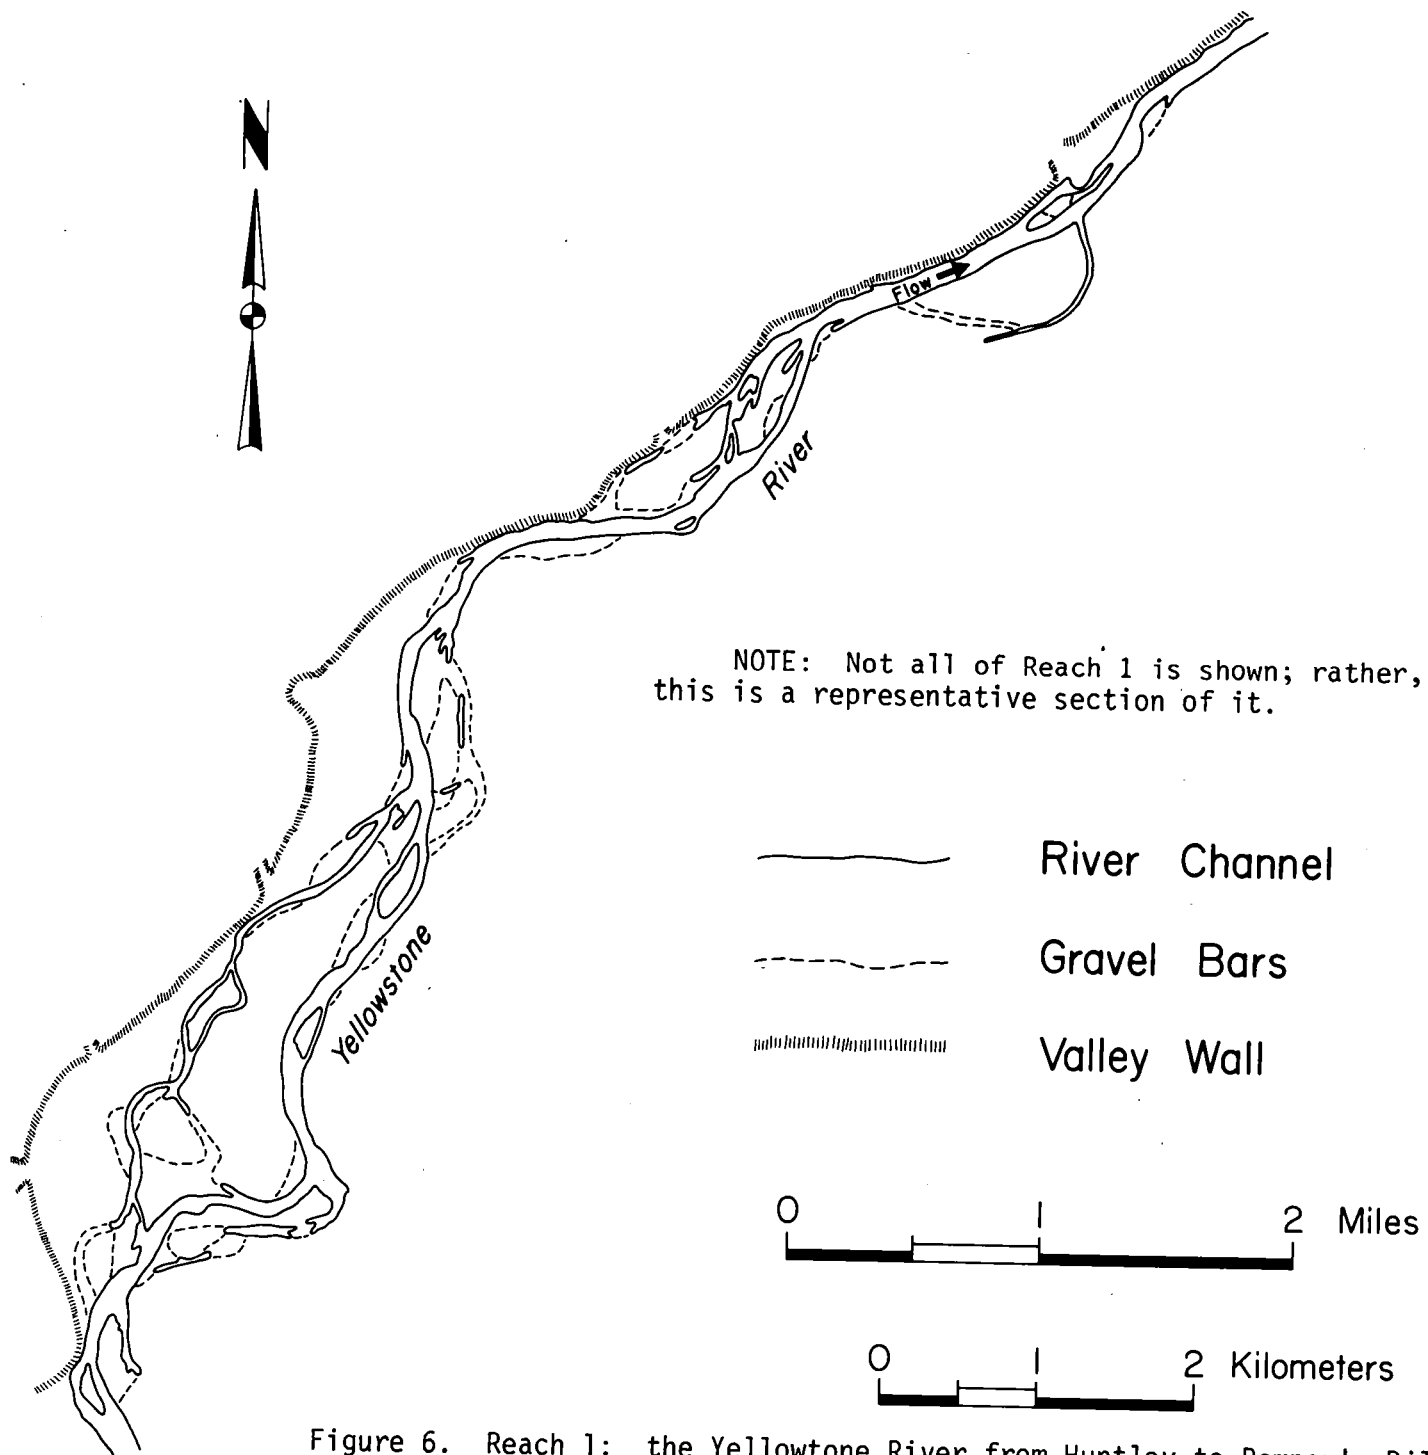 N
Flow
River
NOTE: Not all of Reach 1 is shown; rather,
this is a representative section of it.
River Channel
Gravel Bars
Yellowstone
Valley Wall
0 1 2 Miles
0 1 2 Kilometers
Figure 6. Reach 1: the Yellowtone River from Huntley to